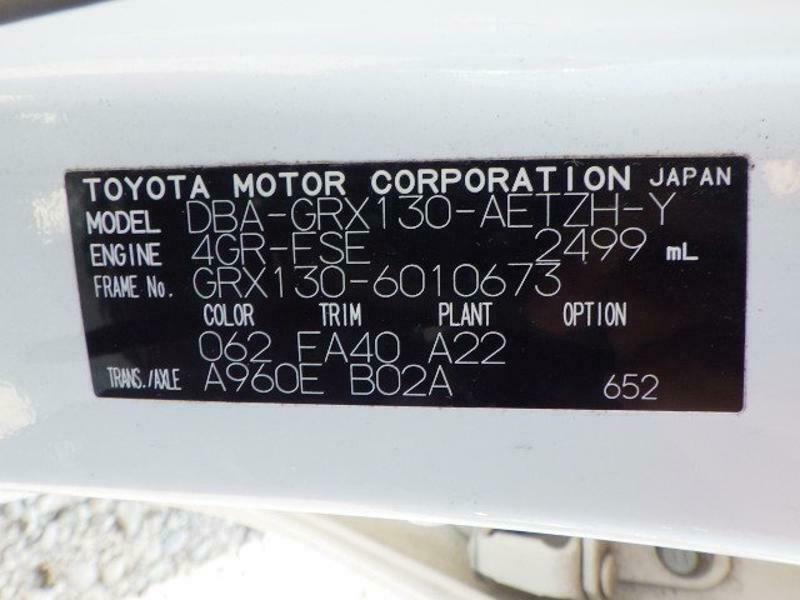 TOYOTA MOTOR CORPORATION JAPAN
MODEL DBA-GRX130-AETZH-Y
ENGINE 4GR-FSE 2499 mL
FRAME No. GRX130-6010673
COLOR TRIM PLANT OPTION
062 FA40 A22
TRANS./AXLE A960E B02A 652